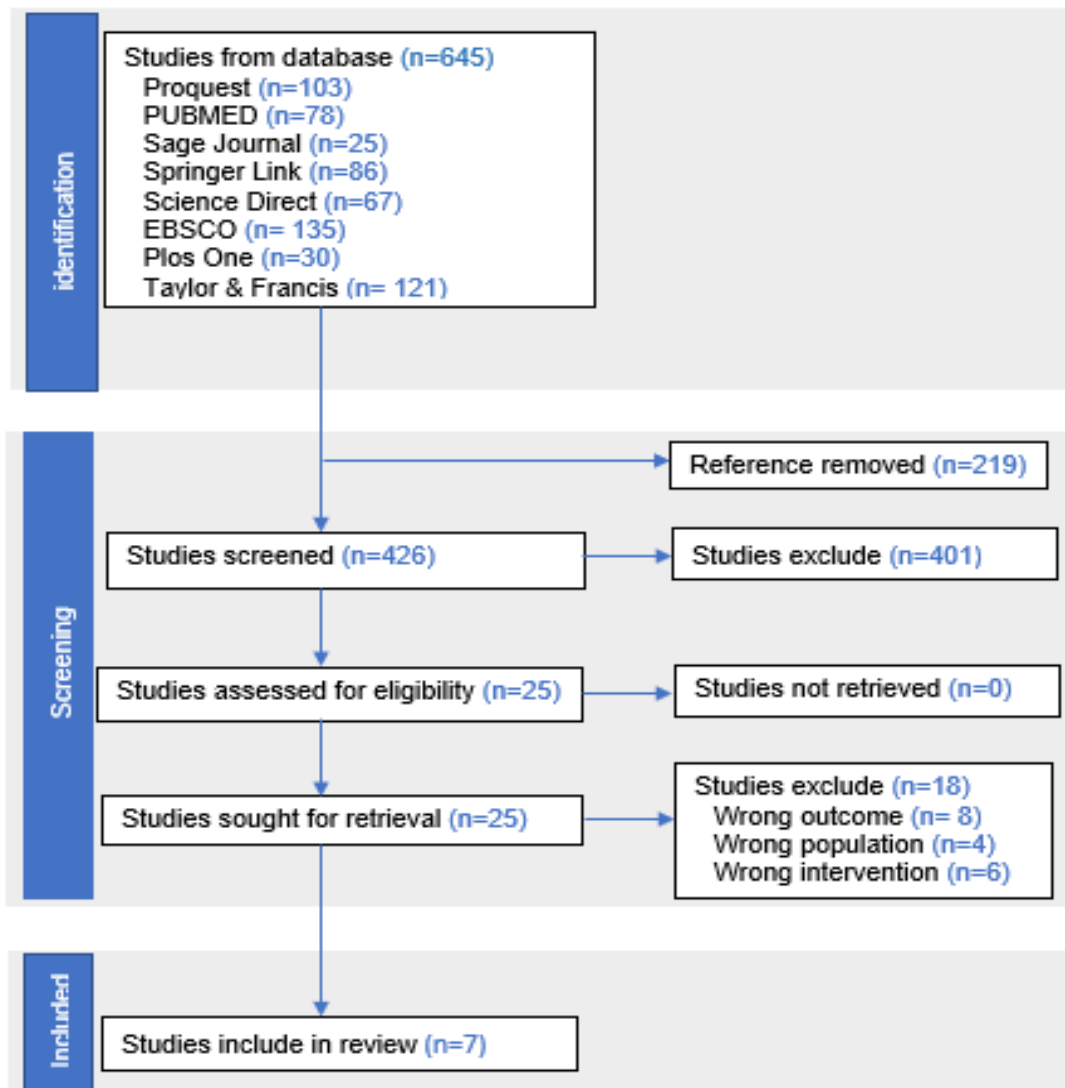 identification
Studies from database (n=645)
Proquest (n=103)
PUBMED (n=78)
Sage Journal (n=25)
Springer Link (n=86)
Science Direct (n=67)
EBSCO (n= 135)
Plos One (n=30)
Taylor & Francis (n= 121)
Screening
Reference removed (n=219)
Studies screened (n=426)
Studies exclude (n=401)
Studies assessed for eligibility (n=25)
Studies not retrieved (n=0)
Studies sought for retrieval (n=25)
Studies exclude (n=18)
Wrong outcome (n= 8)
Wrong population (n=4)
Wrong intervention (n=6)
Included
Studies include in review (n=7)